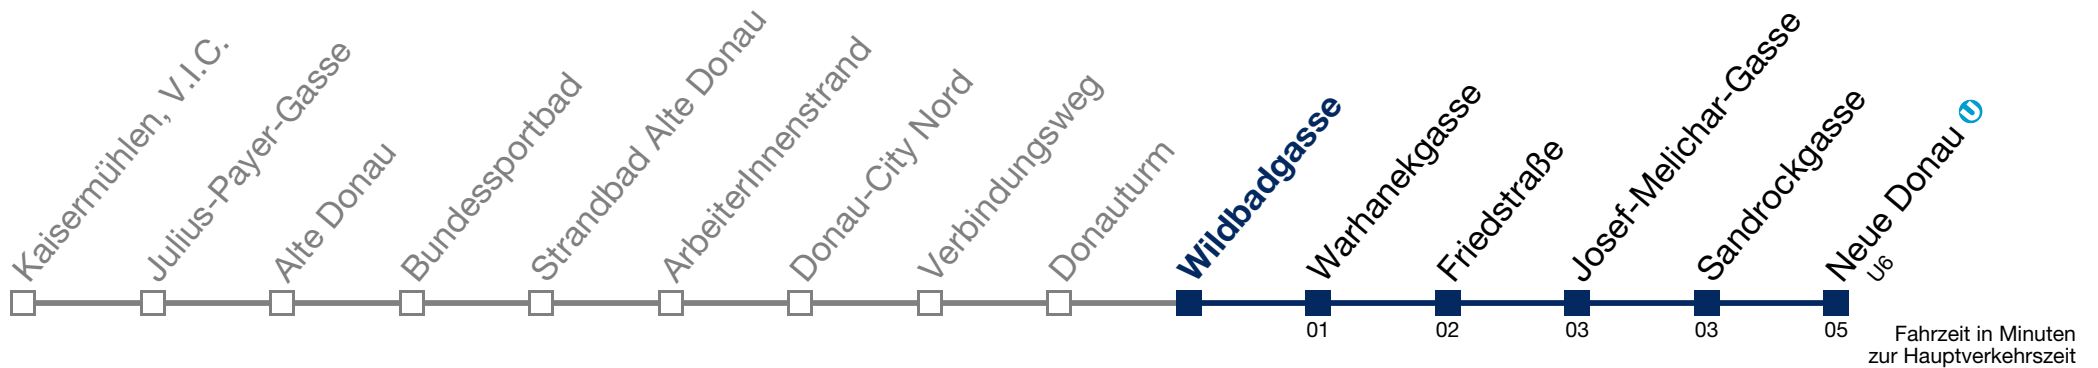 Kaisermühlen, V.I.C.
Julius-Payer-Gasse
Alte Donau
Bundessportbad
Strandbad Alte Donau
ArbeiterInnenstrand
Donau-City Nord
Verbindungsweg
Donauturm
Wildbadgasse
Warhanekgasse
Friedstraße
Josef-Melichar-Gasse
Sandrockgasse
Neue Donau U
U6
01 02 03 03 05
Fahrzeit in Minuten
zur Hauptverkehrszeit